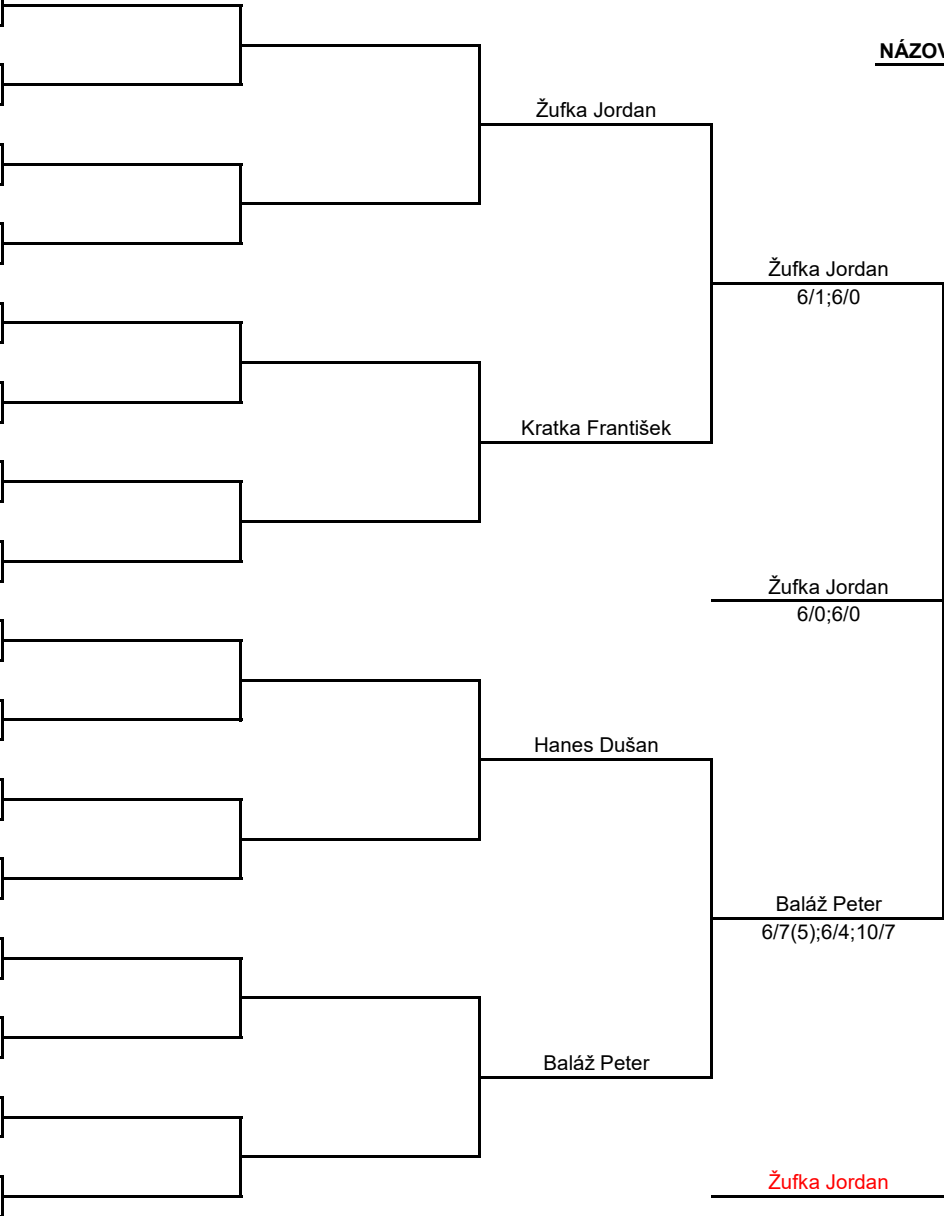 NÁZOV
Žufka Jordan
Žufka Jordan
6/1;6/0
Kratka František
Žufka Jordan
6/0;6/0
Hanes Dušan
Baláž Peter
6/7(5);6/4;10/7
Baláž Peter
Žufka Jordan